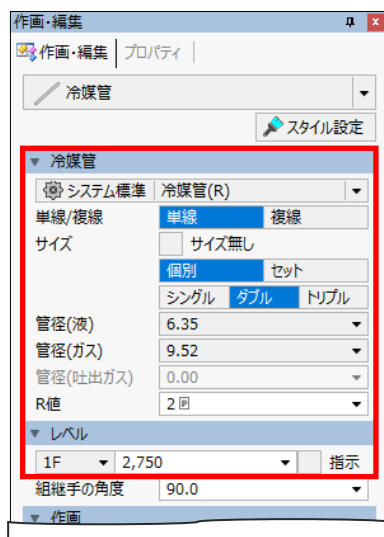 作画・編集
作画・編集 プロパティ
冷媒管
スタイル設定
冷媒管
システム標準 冷媒管(R)
単線/複線 単線 複線
サイズ サイズ無し
個別 セット
シングル ダブル トリプル
管径(液) 6.35
管径(ガス) 9.52
管径(吐出ガス) 0.00
R値 2 P
レベル
1F 2,750 指示
組継手の角度 90.0
作画